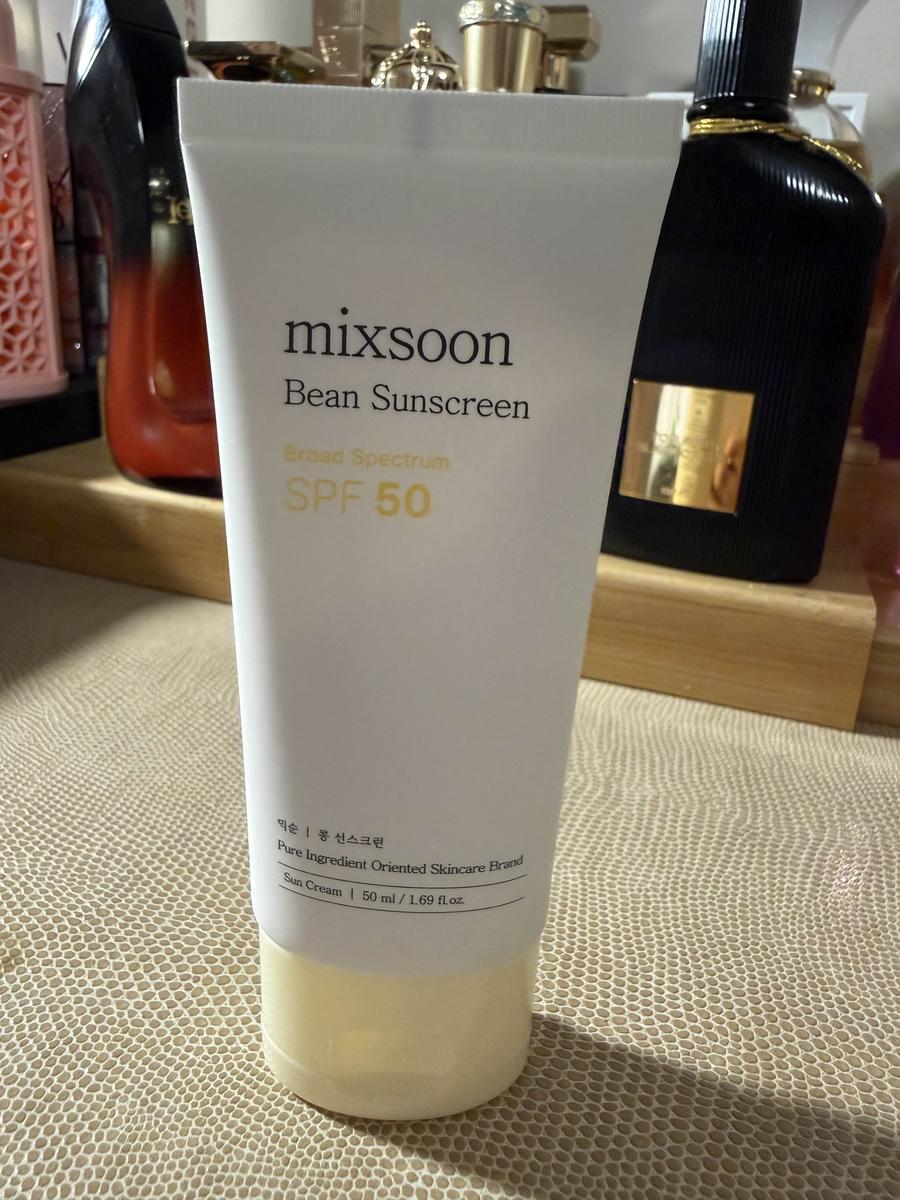 mixsoon
Bean Sunscreen
Broad Spectrum
SPF 50
믹순 | 콩 선스크린
Pure Ingredient Oriented Skincare Brand
Sun Cream | 50 ml / 1.69 fl.oz.